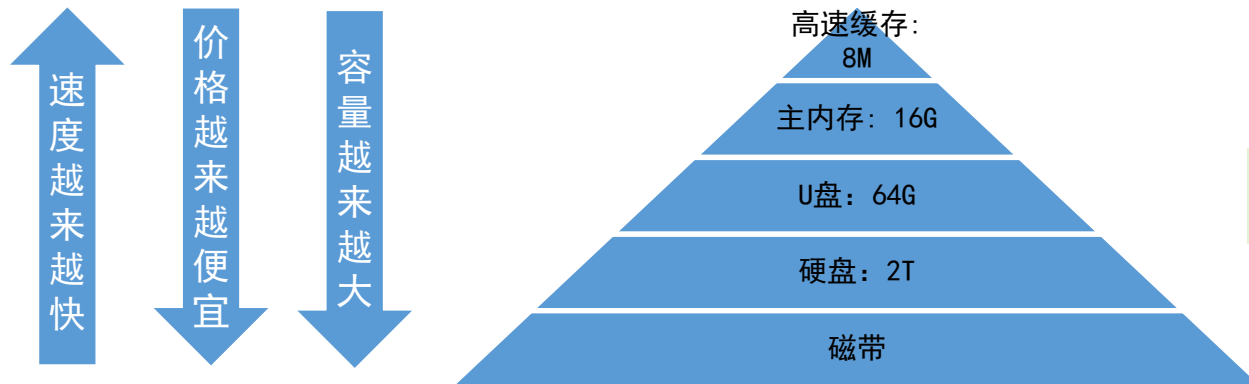 速度越来越快
价格越来越便宜
容量越来越大
高速缓存:
8M
主内存: 16G
U盘：64G
硬盘：2T
磁带